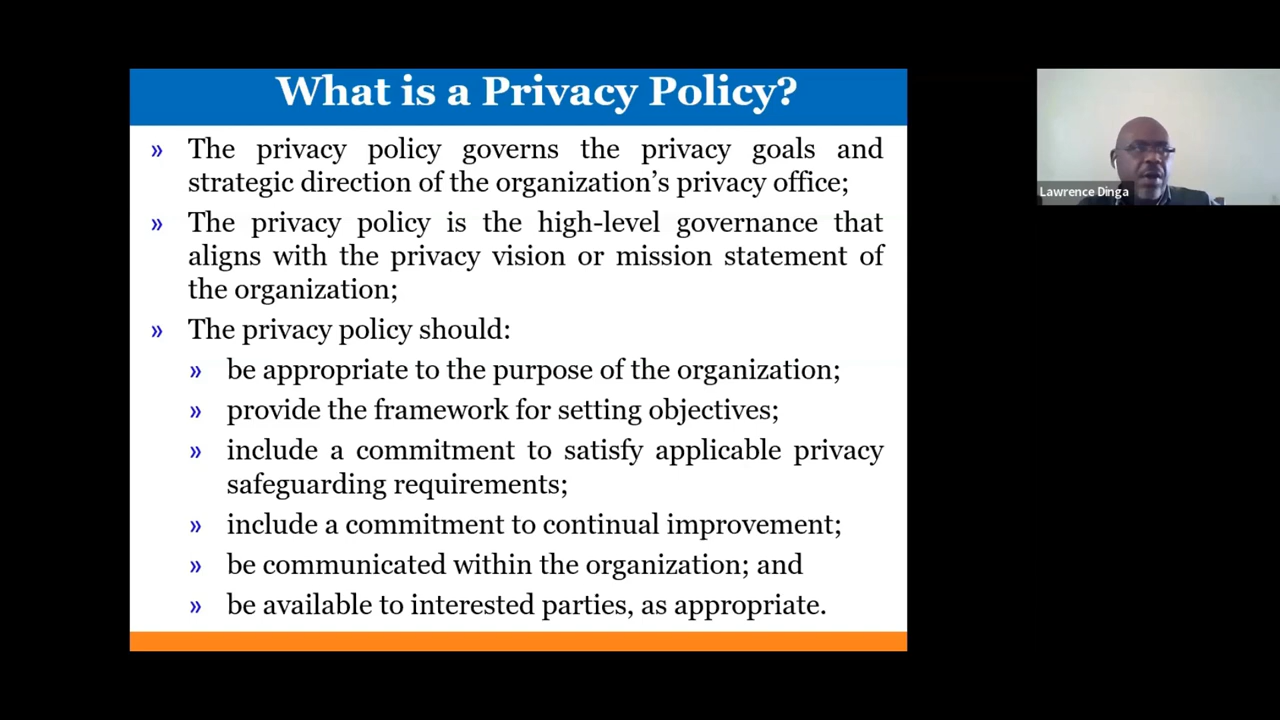 What is a Privacy Policy?
» The privacy policy governs the privacy goals and
strategic direction of the organization’s privacy office;
» The privacy policy is the high-level governance that
aligns with the privacy vision or mission statement of
the organization;
» The privacy policy should:
» be appropriate to the purpose of the organization;
» provide the framework for setting objectives;
» include a commitment to satisfy applicable privacy
safeguarding requirements;
» include a commitment to continual improvement;
» be communicated within the organization; and
» be available to interested parties, as appropriate.
Lawrence Dinga